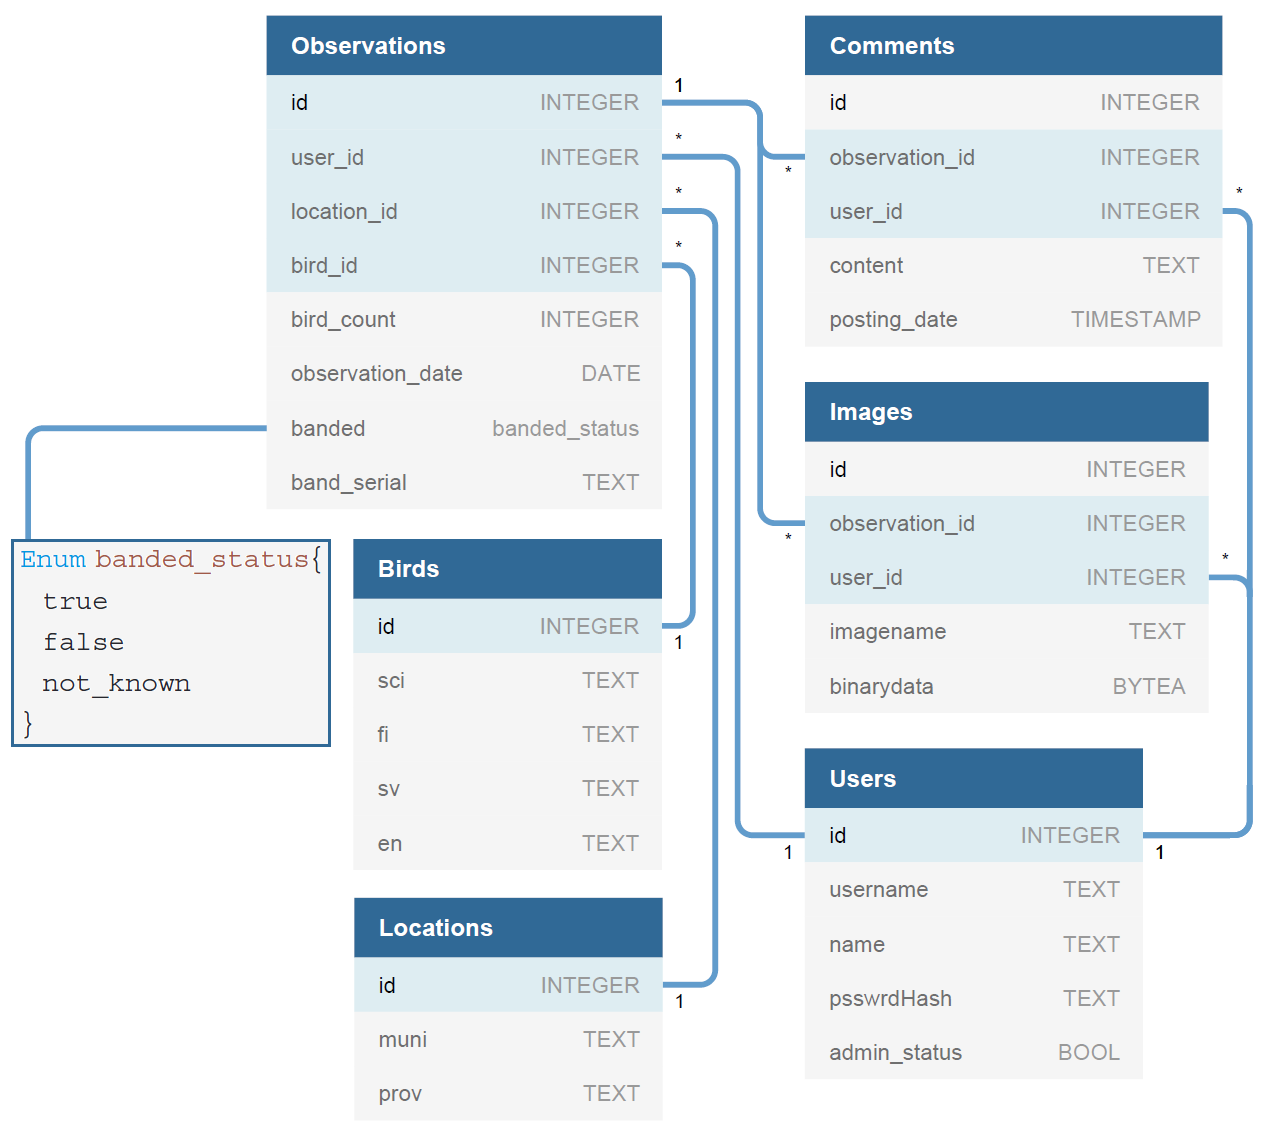 Observations
1
id INTEGER
*
user_id INTEGER
*
location_id INTEGER
*
bird_id INTEGER
bird_count INTEGER
observation_date DATE
banded banded_status
band_serial TEXT
Enum banded_status{
true
false
not_known
}
Birds
id INTEGER
1
sci TEXT
fi TEXT
sv TEXT
en TEXT
Locations
id INTEGER
1
muni TEXT
prov TEXT
Comments
id INTEGER
observation_id INTEGER
*
*
user_id INTEGER
content TEXT
posting_date TIMESTAMP
Images
id INTEGER
observation_id INTEGER
*
*
user_id INTEGER
imagename TEXT
binarydata BYTEA
Users
id INTEGER
1
1
username TEXT
name TEXT
psswrdHash TEXT
admin_status BOOL